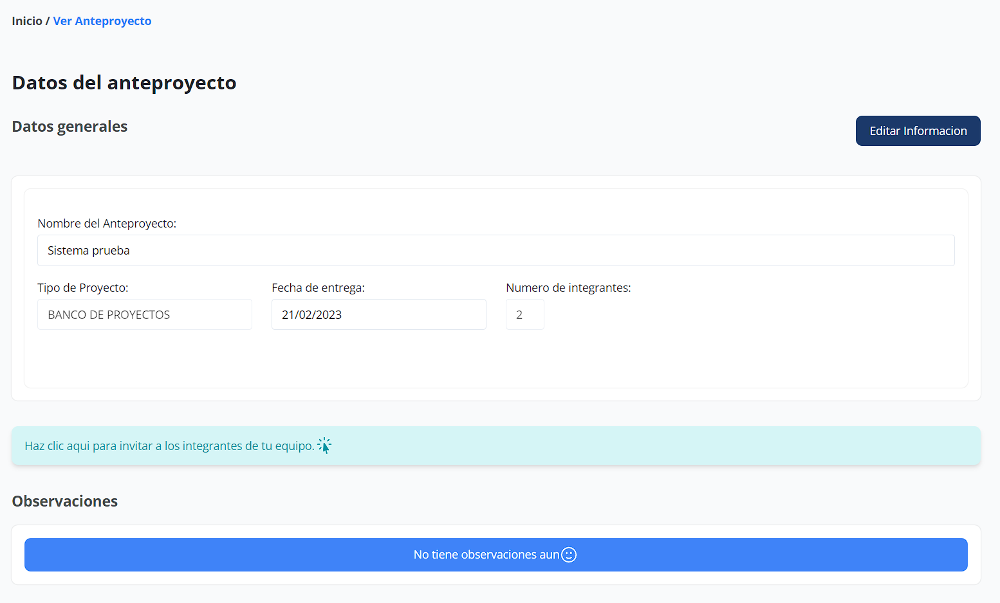 Inicio / Ver Anteproyecto
Datos del anteproyecto
Datos generales
Editar Informacion
Nombre del Anteproyecto:
Sistema prueba
Tipo de Proyecto: Fecha de entrega: Numero de integrantes:
BANCO DE PROYECTOS 21/02/2023 2
Haz clic aqui para invitar a los integrantes de tu equipo.
Observaciones
No tiene observaciones aun